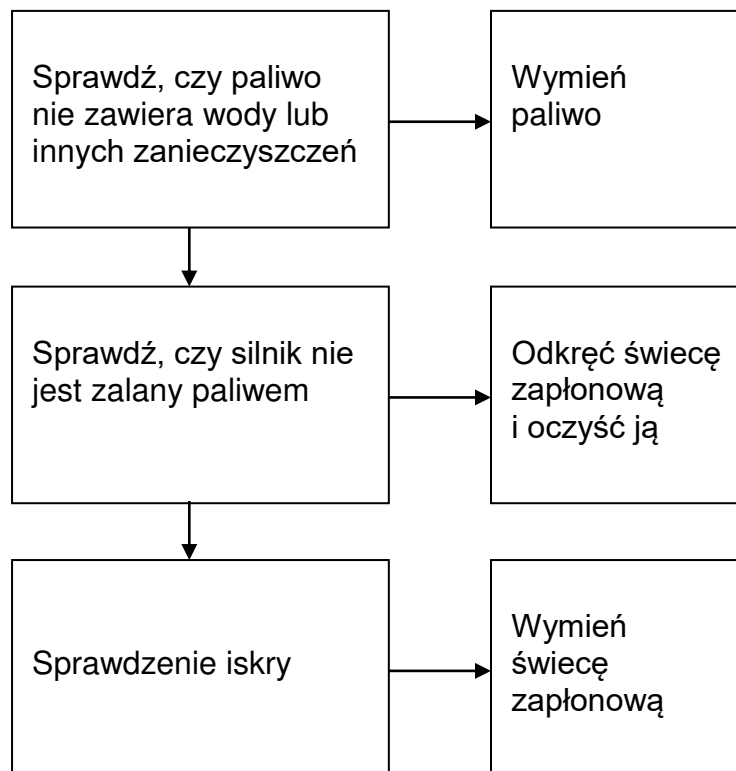 Sprawdź, czy paliwo
nie zawiera wody lub
innych zanieczyszczeń
Wymień
paliwo
Sprawdź, czy silnik nie
jest zalany paliwem
Odkręć świecę
zapłonową
i oczyść ją
Sprawdzenie iskry
Wymień
świecę
zapłonową